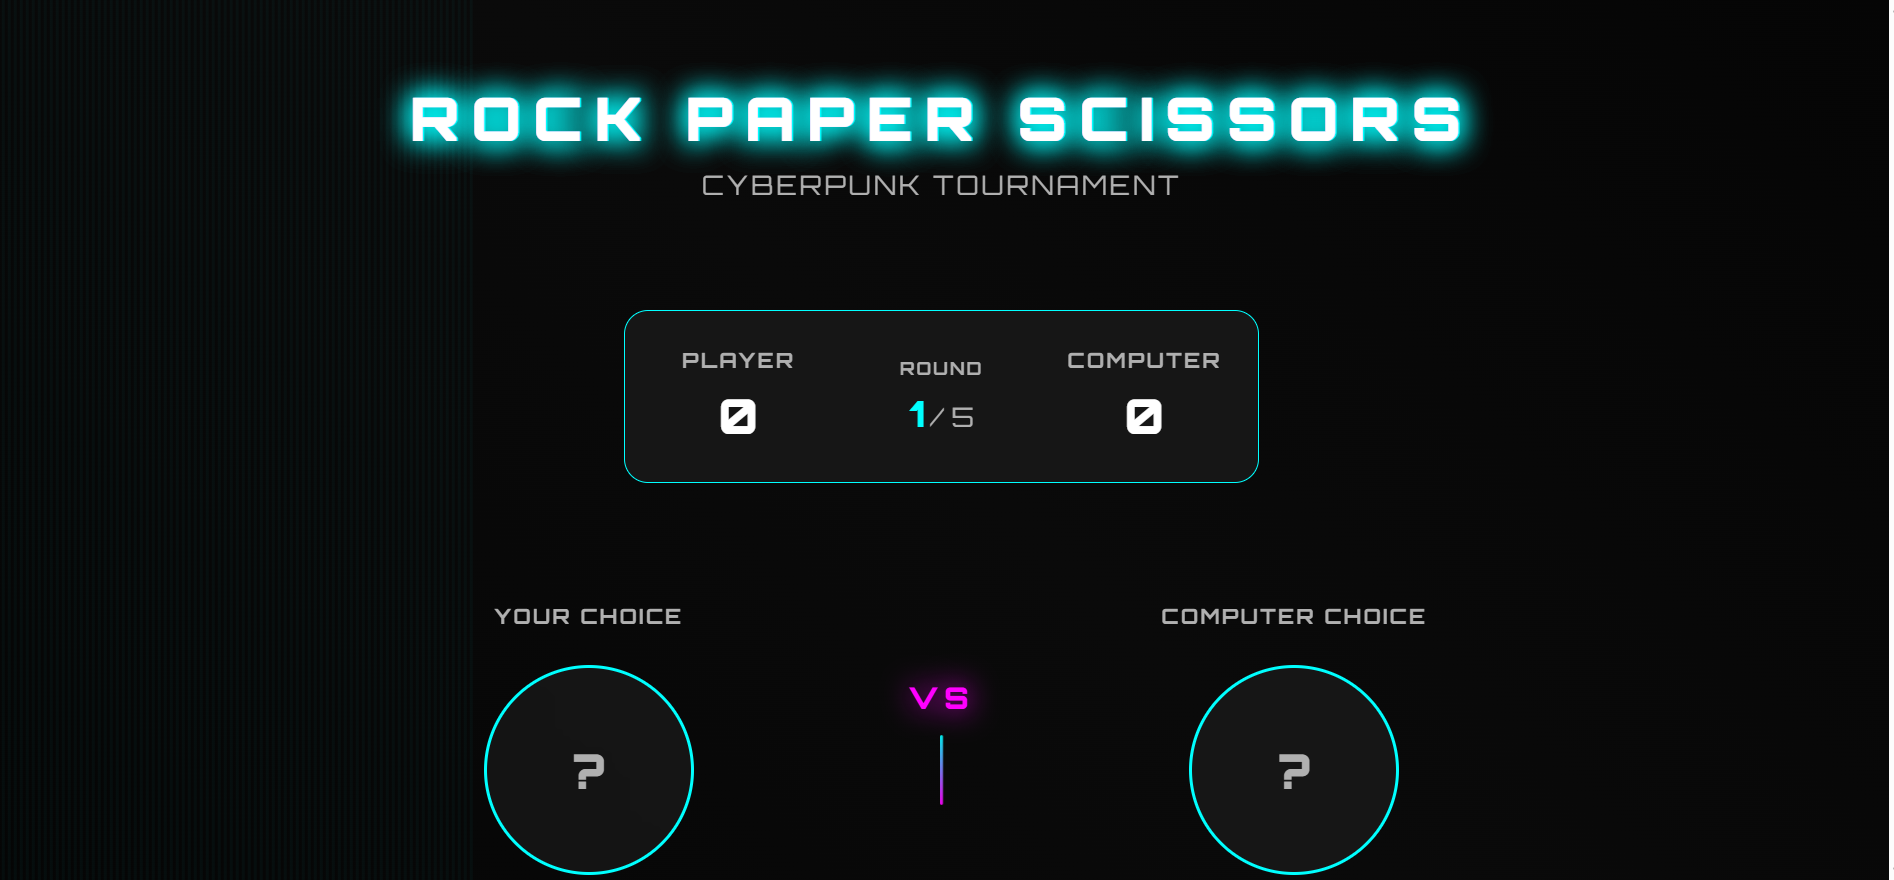 ROCK PAPER SCISSORS
CYBERPUNK TOURNAMENT
PLAYER
ROUND
COMPUTER
0
1/5
0
YOUR CHOICE
COMPUTER CHOICE
VS
?
?